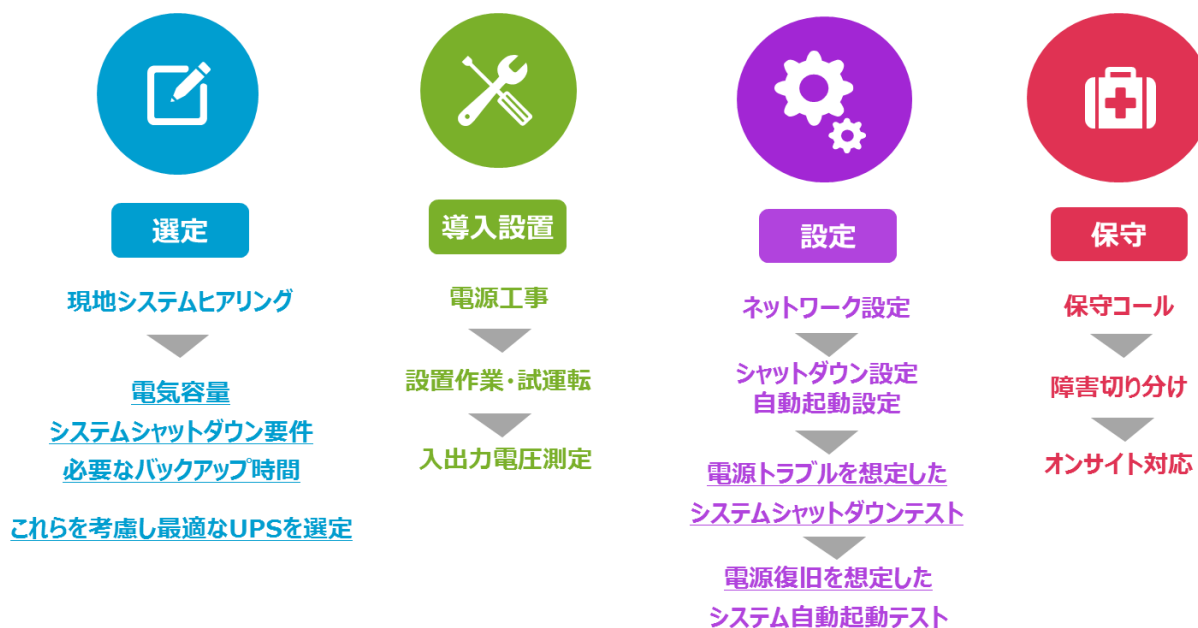 選定
現地システムヒアリング
電気容量
システムシャットダウン要件
必要なバックアップ時間
これらを考慮し最適なUPSを選定
導入設置
電源工事
設置作業・試運転
入出力電圧測定
設定
ネットワーク設定
シャットダウン設定
自動起動設定
電源トラブルを想定した
システムシャットダウンテスト
電源復旧を想定した
システム自動起動テスト
保守
保守コール
障害切り分け
オンサイト対応